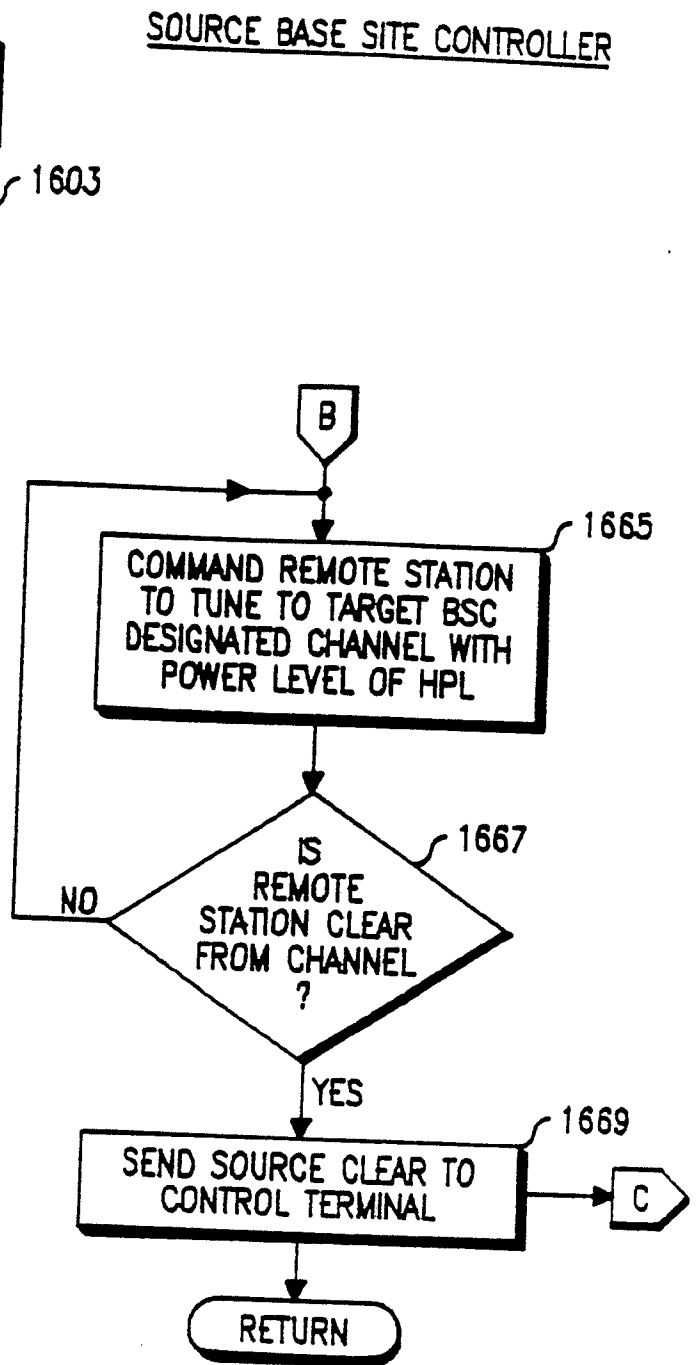 SOURCE BASE SITE CONTROLLER
1603
B
1665
COMMAND REMOTE STATION
TO TUNE TO TARGET BSC
DESIGNATED CHANNEL WITH
POWER LEVEL OF HPL
1667
IS
REMOTE
STATION CLEAR
FROM CHANNEL
?
NO
YES
1669
SEND SOURCE CLEAR TO
CONTROL TERMINAL
C
RETURN